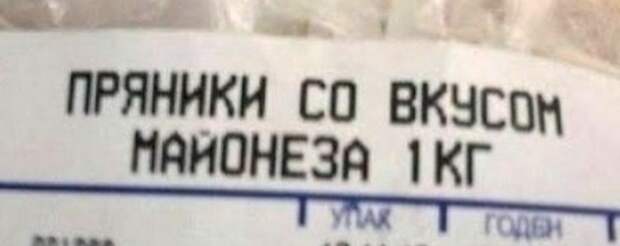 ПРЯНИКИ СО ВКУСОМ
МАЙОНЕЗА 1КГ
УПАК ГОДЕН